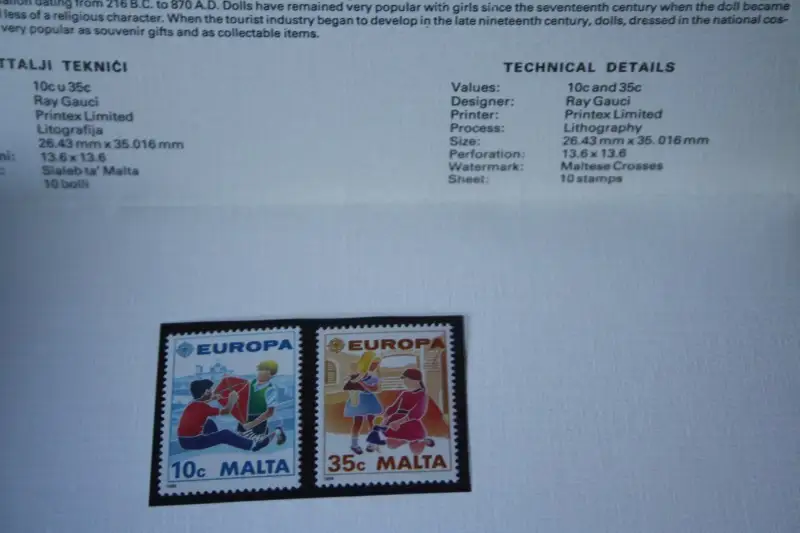 dating from 216 B.C. to 870 A.D. Dolls have remained very popular with girls since the seventeenth century when the doll became
less of a religious character. When the tourist industry began to develop in the late nineteenth century, dolls, dressed in the national cos-
very popular as souvenir gifts and as collectable items.
TTALJI TEKNIĊI
10c u 35c
Ray Gauci
Printex Limited
Litografija
26.43 mm x 35.016 mm
ni: 13.6 x 13.6
: Slaleb ta' Malta
10 bolli
TECHNICAL DETAILS
Values: 10c and 35c
Designer: Ray Gauci
Printer: Printex Limited
Process: Lithography
Size: 26.43 mm x 35.016 mm
Perforation: 13.6 x 13.6
Watermark: Maltese Crosses
Sheet: 10 stamps
EUROPA
10c MALTA
EUROPA
35c MALTA